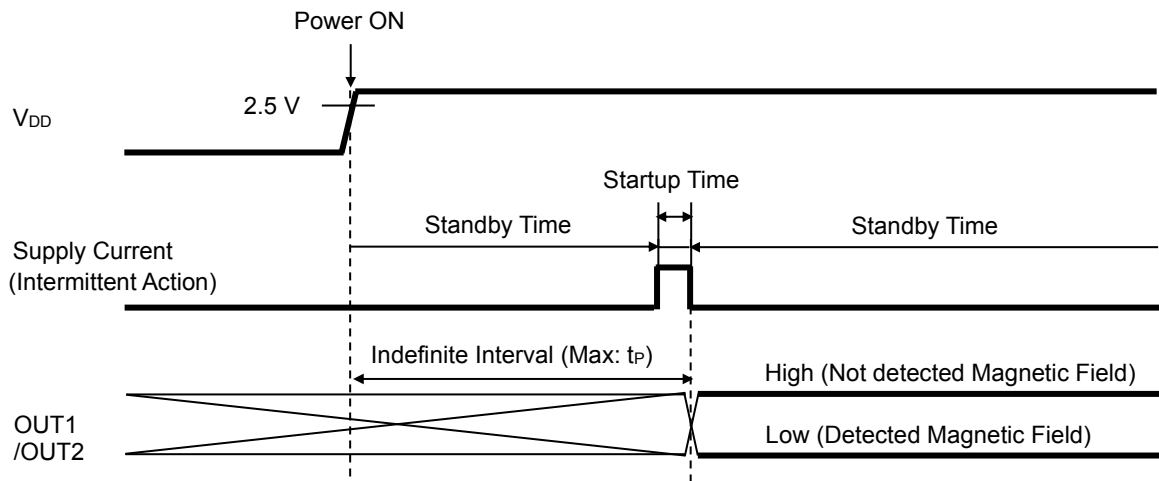 Power ON
2.5 V
VDD
Startup Time
Standby Time
Standby Time
Supply Current
(Intermittent Action)
Indefinite Interval (Max: tP)
High (Not detected Magnetic Field)
OUT1
/OUT2
Low (Detected Magnetic Field)